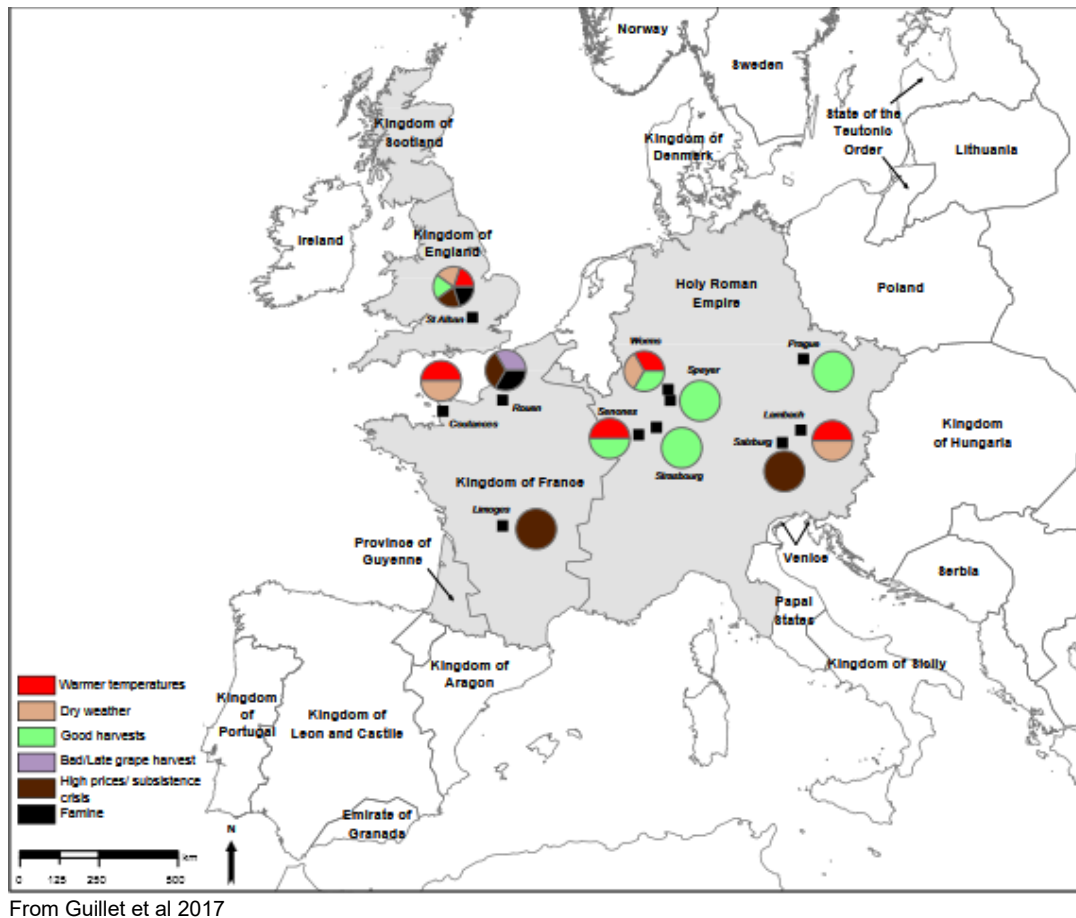 Norway
Sweden
Kingdom of
Scotland
Kingdom of
Denmark
State of the
Teutonic
Order
Lithuania
Ireland
Kingdom of
England
Holy Roman
Empire
Poland
St Alban
Worms
Prague
Speyer
Rouen
Coutances
Senones
Lambach
Salzburg
Kingdom
of Hungaria
Strasbourg
Kingdom of France
Limoges
Province of
Guyenne
Venice
Serbia
Papal
States
Kingdom of
Aragon
Kingdom of Sicily
Warmer temperatures
Dry weather
Good harvests
Bad/Late grape harvest
High prices/ subsistence
crisis
Famine
Kingdom
of
Portugal
Kingdom of
Leon and Castile
Emirate of
Granada
N
km
0 125 250 500
From Guillet et al 2017